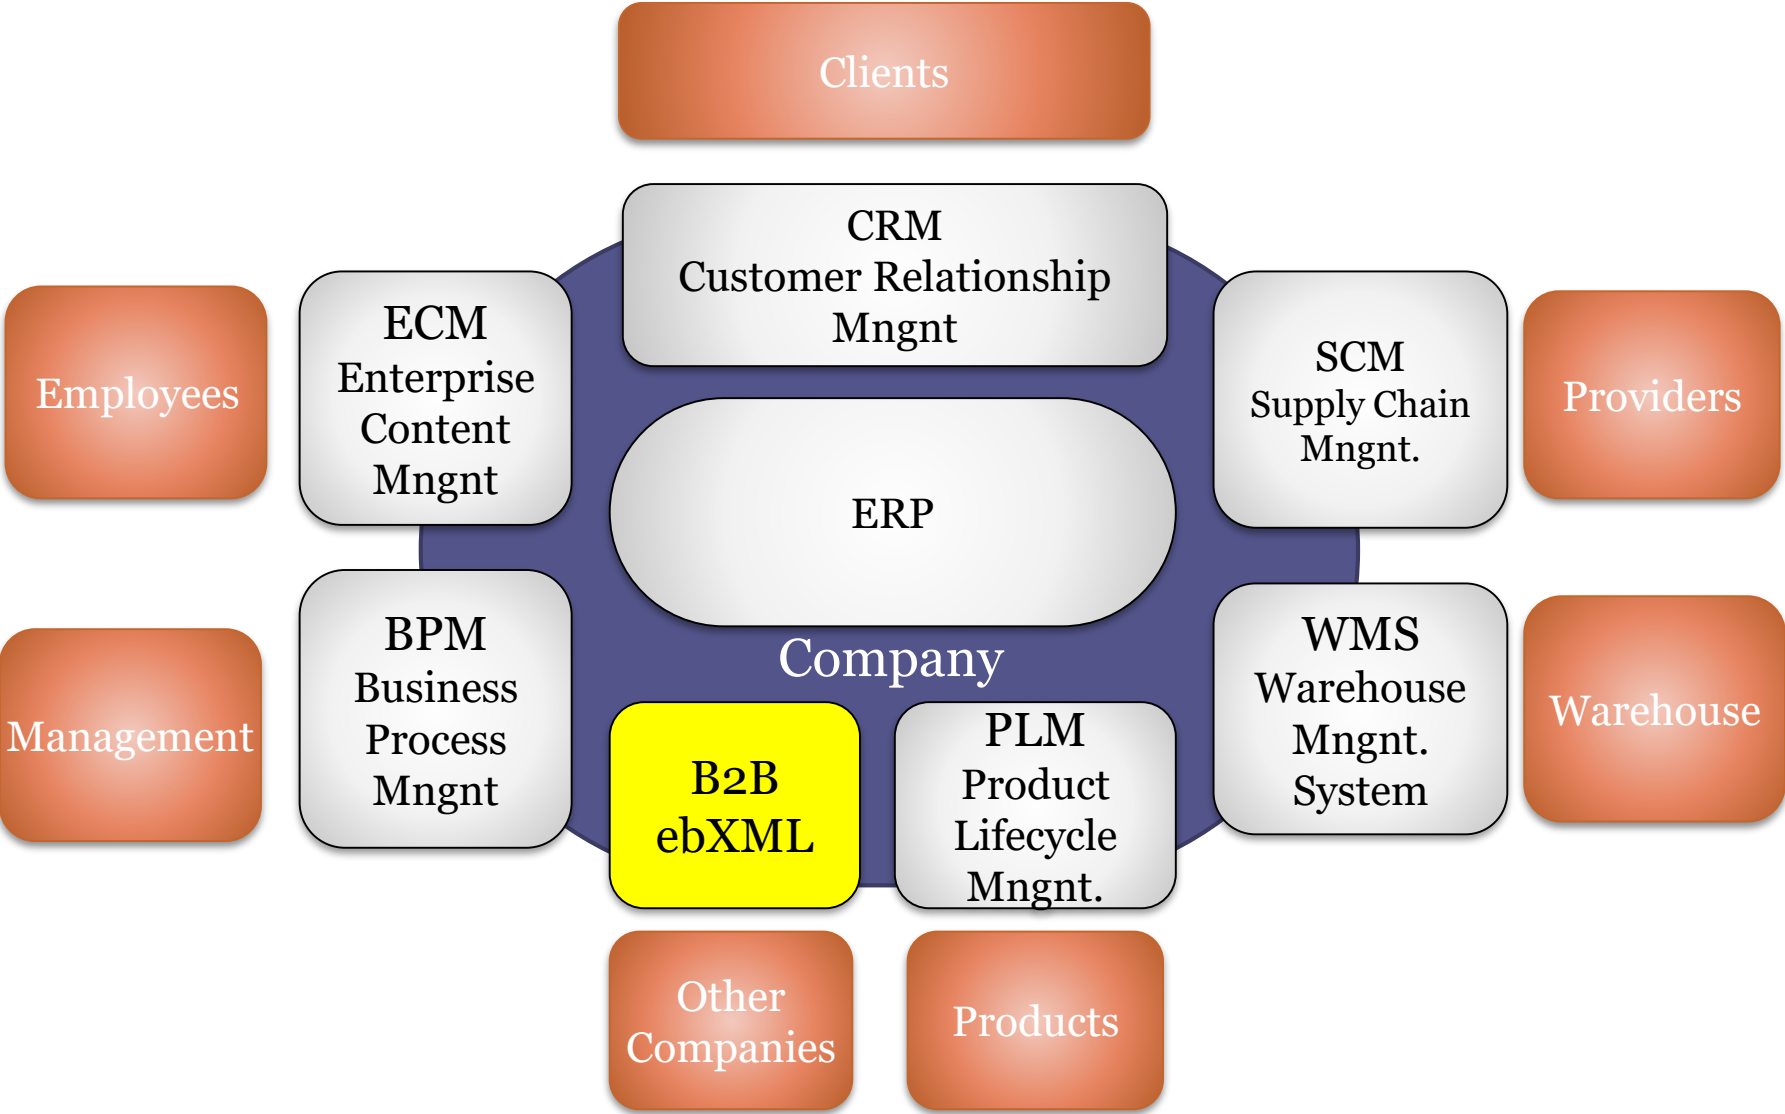 Clients
CRM
Customer Relationship
Mngnt
Employees
ECM
Enterprise
Content
Mngnt
SCM
Supply Chain
Mngnt.
Providers
ERP
Company
Management
BPM
Business
Process
Mngnt
B2B
ebXML
PLM
Product
Lifecycle
Mngnt.
WMS
Warehouse
Mngnt.
System
Warehouse
Other
Companies
Products